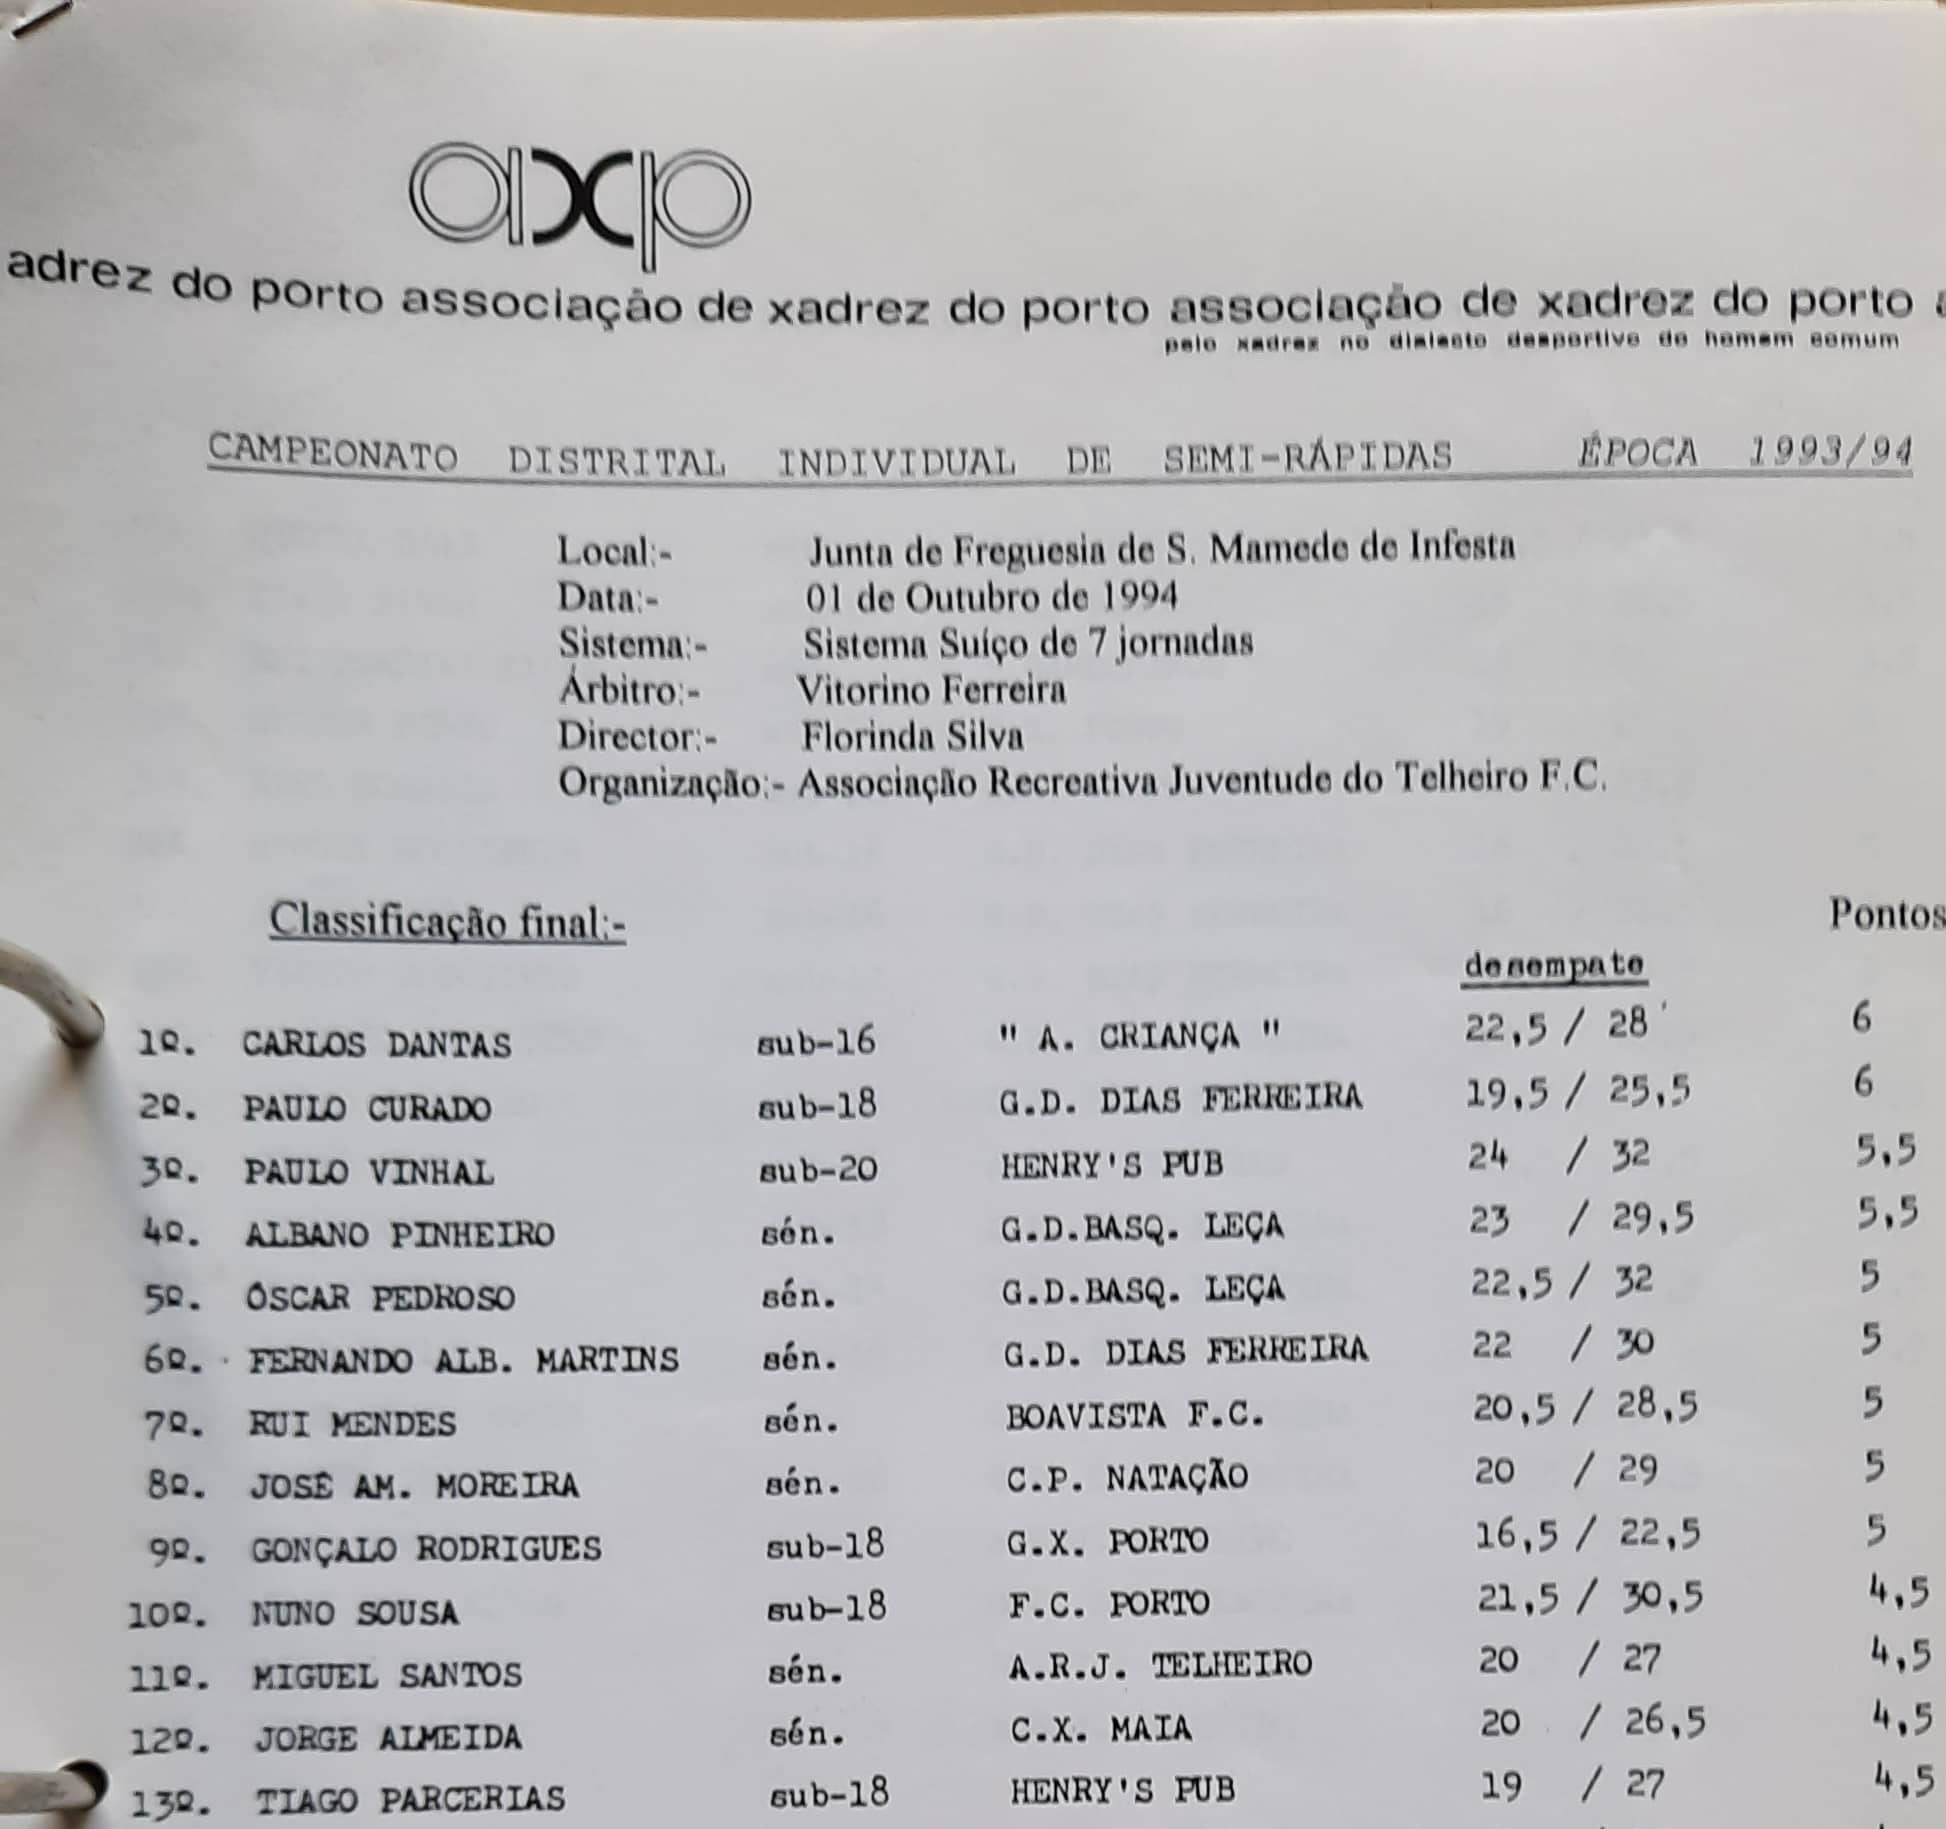 axp
adrez do porto associação de xadrez do porto associação de xadrez do porto
pelo xadrez no dialecto desportivo do homem comum
CAMPEONATO DISTRITAL INDIVIDUAL DE SEMI-RÁPIDAS ÉPOCA 1993/94
Local:- Junta de Freguesia de S. Mamede de Infesta
Data:- 01 de Outubro de 1994
Sistema:- Sistema Suíço de 7 jornadas
Árbitro:- Vitorino Ferreira
Director:- Florinda Silva
Organização:- Associação Recreativa Juventude do Telheiro F.C.
Classificação final:- Pontos
desempate
1º. CARLOS DANTAS sub-16 " A. CRIANÇA " 22,5 / 28 6
2º. PAULO CURADO sub-18 G.D. DIAS FERREIRA 19,5 / 25,5 6
3º. PAULO VINHAL sub-20 HENRY'S PUB 24 / 32 5,5
4º. ALBANO PINHEIRO sén. G.D.BASQ. LEÇA 23 / 29,5 5,5
5º. ÓSCAR PEDROSO sén. G.D.BASQ. LEÇA 22,5 / 32 5
6º. FERNANDO ALB. MARTINS sén. G.D. DIAS FERREIRA 22 / 30 5
7º. RUI MENDES sén. BOAVISTA F.C. 20,5 / 28,5 5
8º. JOSÉ AM. MOREIRA sén. C.P. NATAÇÃO 20 / 29 5
9º. GONÇALO RODRIGUES sub-18 G.X. PORTO 16,5 / 22,5 5
10º. NUNO SOUSA sub-18 F.C. PORTO 21,5 / 30,5 4,5
11º. MIGUEL SANTOS sén. A.R.J. TELHEIRO 20 / 27 4,5
12º. JORGE ALMEIDA sén. C.X. MAIA 20 / 26,5 4,5
13º. TIAGO PARCERIAS sub-18 HENRY'S PUB 19 / 27 4,5